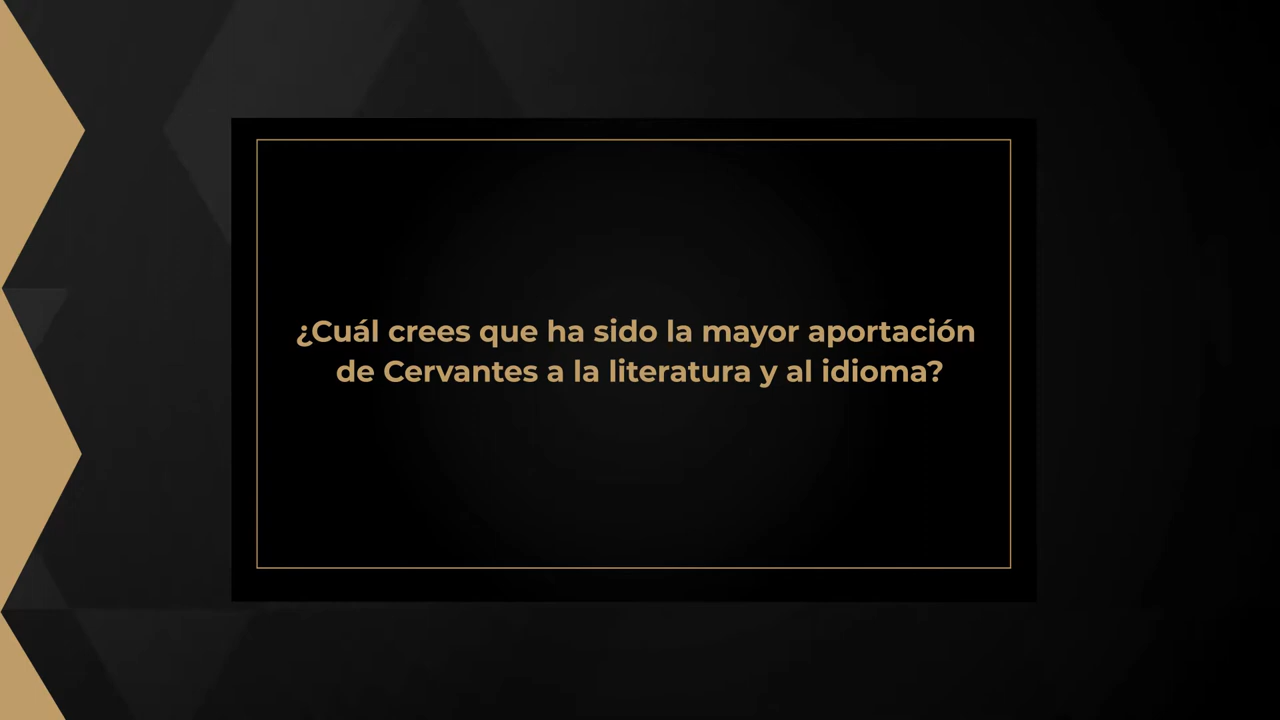 ¿Cuál crees que ha sido la mayor aportación
de Cervantes a la literatura y al idioma?